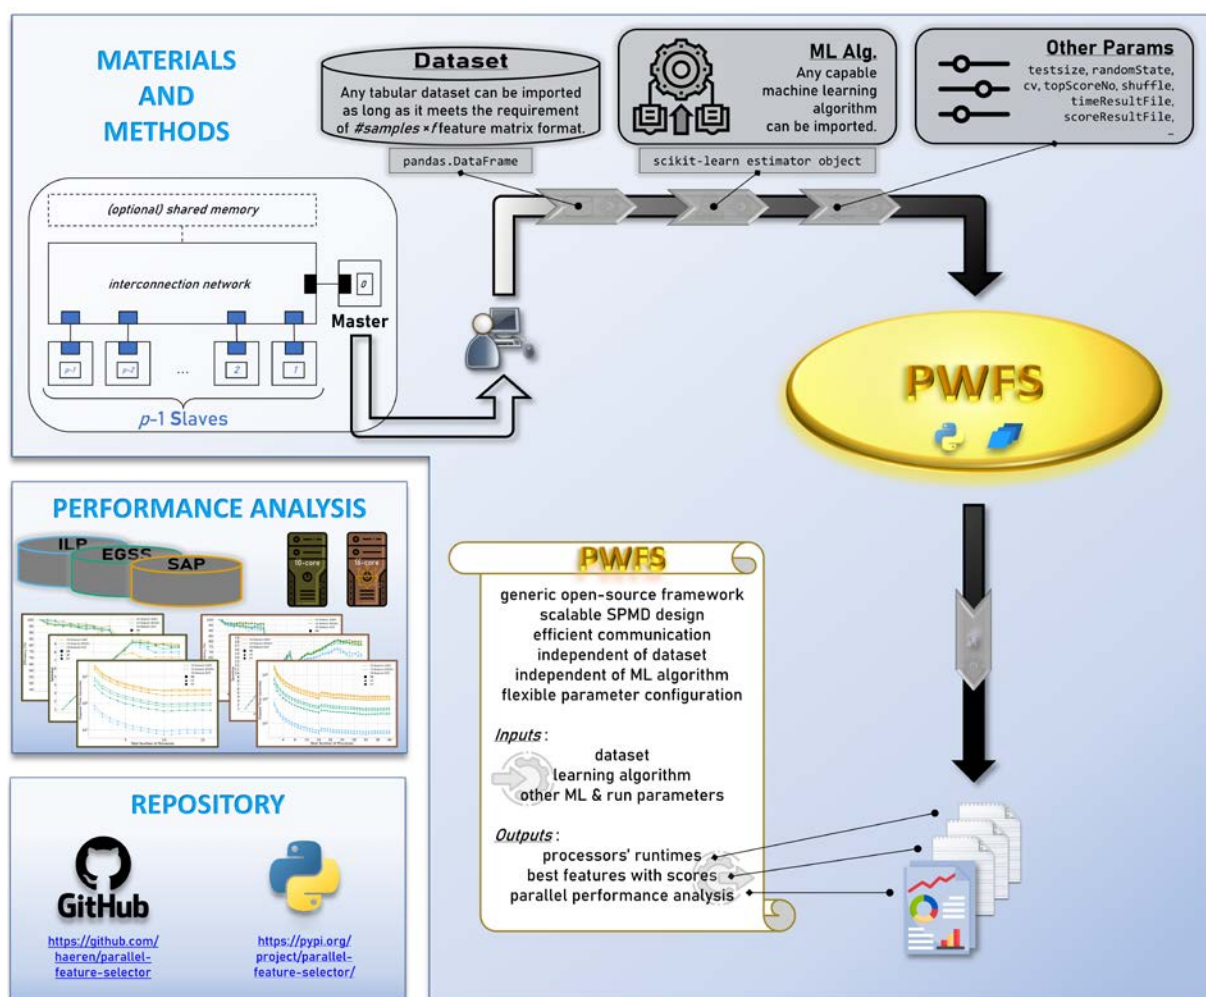 MATERIALS
AND
METHODS
Dataset
Any tabular dataset can be imported
as long as it meets the requirement
of #samples × f feature matrix format.
pandas.DataFrame
ML Alg.
Any capable
machine learning
algorithm
can be imported.
scikit-learn estimator object
Other Params
testsize, randomState,
cv, topScoreNo, shuffle,
timeResultFile,
scoreResultFile,
…
(optional) shared memory
interconnection network
0
Master
p-1
p-2
...
2
1
p-1 Slaves
PWFS
PERFORMANCE ANALYSIS
ILP
EGSS
SAP
10-core
16-core
PWFS
generic open-source framework
scalable SPMD design
efficient communication
independent of dataset
independent of ML algorithm
flexible parameter configuration
Inputs :
dataset
learning algorithm
other ML & run parameters
Outputs :
processors' runtimes
best features with scores
parallel performance analysis
REPOSITORY
GitHub
https://github.com/
haeren/parallel-
feature-selector
https://pypi.org/
project/parallel-
feature-selector/